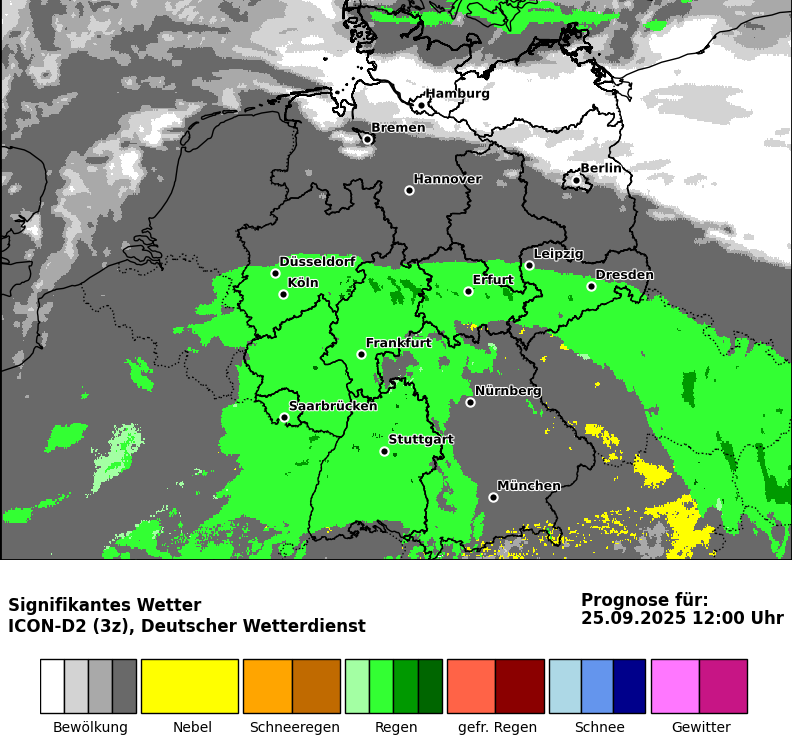 Hamburg
Bremen
Berlin
Hannover
Leipzig
Düsseldorf
Dresden
Köln
Erfurt
Frankfurt
Nürnberg
Saarbrücken
Stuttgart
München
Signifikantes Wetter
ICON-D2 (3z), Deutscher Wetterdienst
Prognose für:
25.09.2025 12:00 Uhr
Bewölkung
Nebel
Schneeregen
Regen
gefr. Regen
Schnee
Gewitter